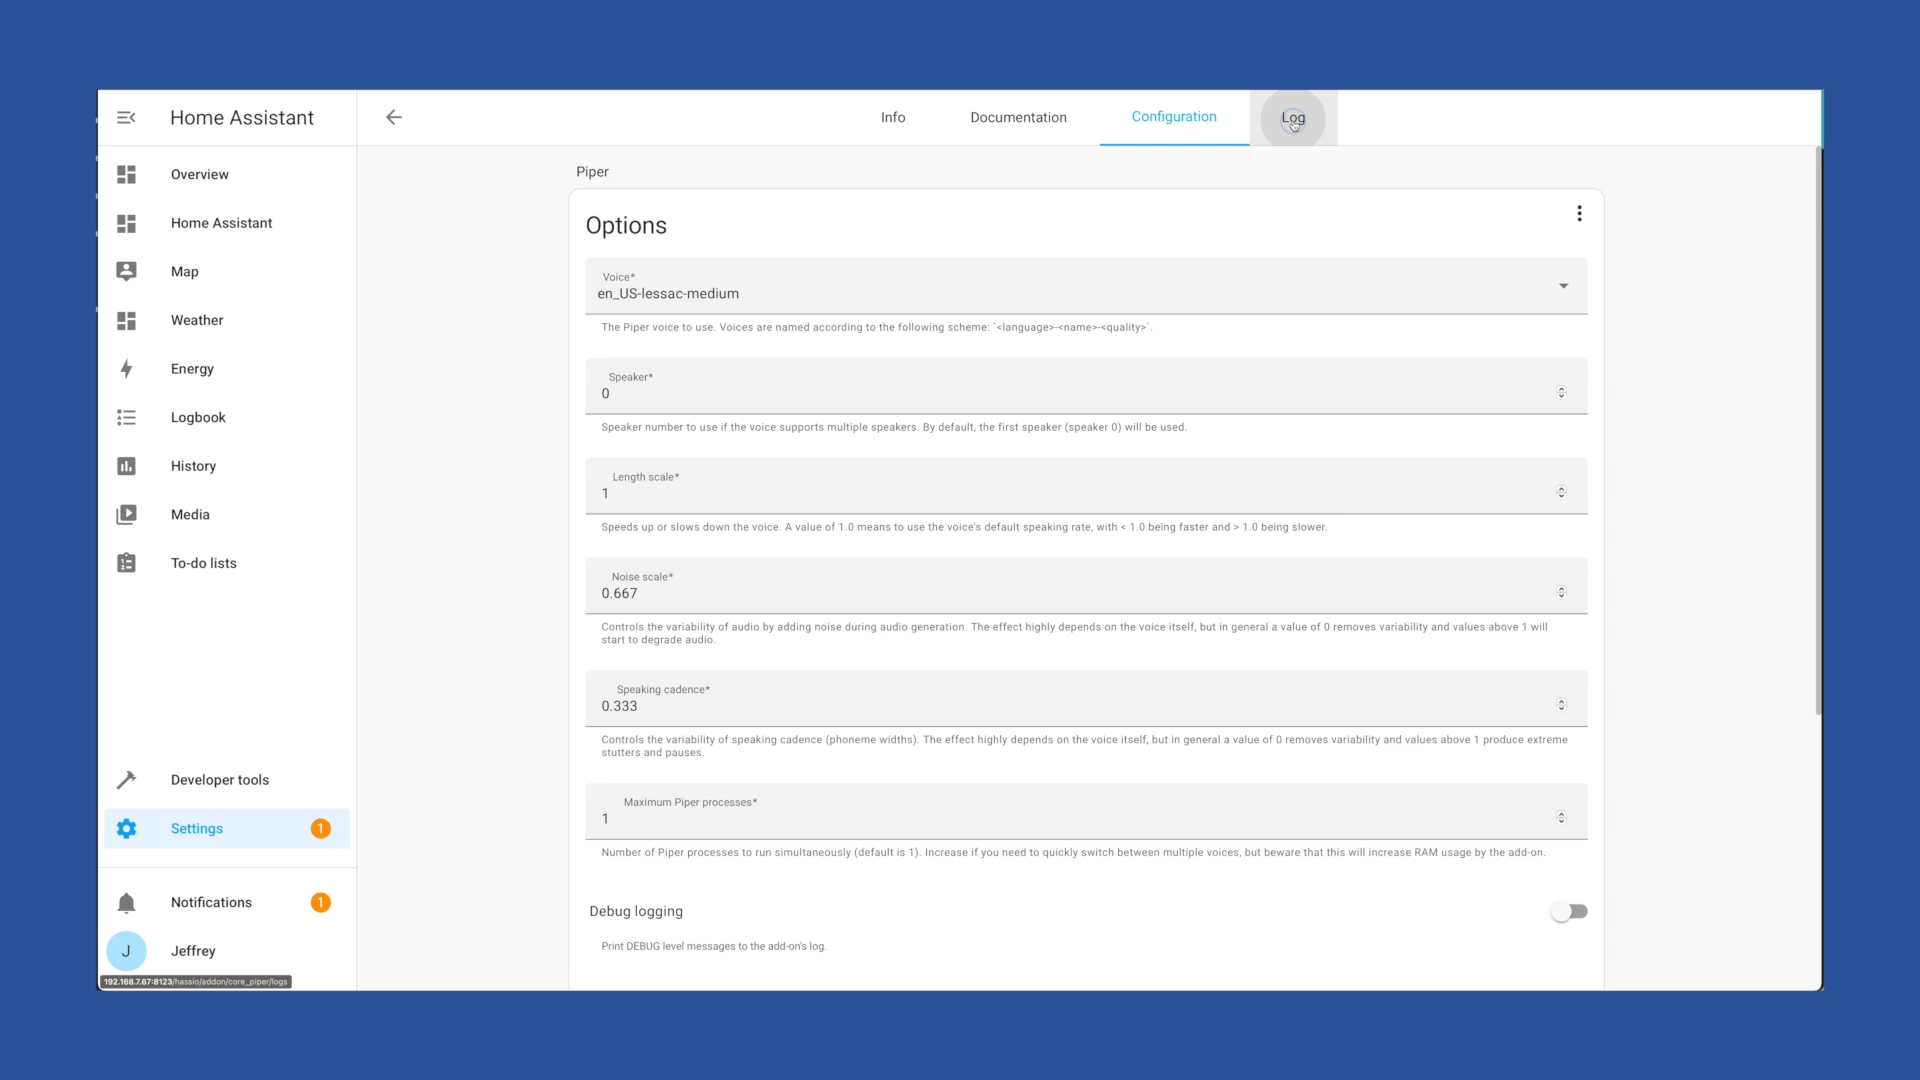 Home Assistant
Info
Documentation
Configuration
Log
Overview
Home Assistant
Map
Weather
Energy
Logbook
History
Media
To-do lists
Developer tools
Settings
1
Notifications
1
J
Jeffrey
192.168.7.67:8123/hassio/addon/core_piper/logs
Piper
Options
Voice*
en_US-lessac-medium
The Piper voice to use. Voices are named according to the following scheme: `<language>-<name>-<quality>`.
Speaker*
0
Speaker number to use if the voice supports multiple speakers. By default, the first speaker (speaker 0) will be used.
Length scale*
1
Speeds up or slows down the voice. A value of 1.0 means to use the voice's default speaking rate, with < 1.0 being faster and > 1.0 being slower.
Noise scale*
0.667
Controls the variability of audio by adding noise during audio generation. The effect highly depends on the voice itself, but in general a value of 0 removes variability and values above 1 will
start to degrade audio.
Speaking cadence*
0.333
Controls the variability of speaking cadence (phoneme widths). The effect highly depends on the voice itself, but in general a value of 0 removes variability and values above 1 produce extreme
stutters and pauses.
Maximum Piper processes*
1
Number of Piper processes to run simultaneously (default is 1). Increase if you need to quickly switch between multiple voices, but beware that this will increase RAM usage by the add-on.
Debug logging
Print DEBUG level messages to the add-on's log.